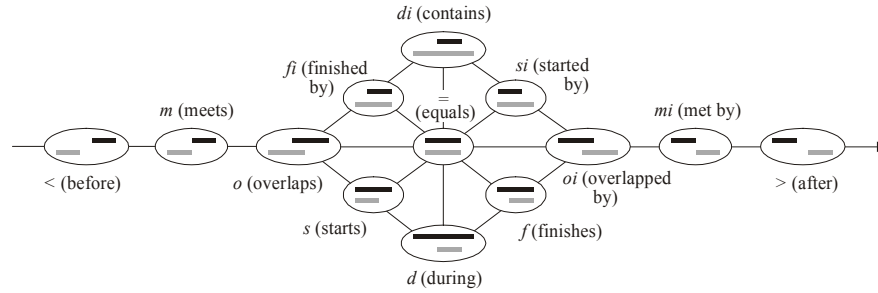 di (contains)
fi (finished
by)
si (started
by)
=
(equals)
m (meets)
mi (met by)
< (before)
o (overlaps)
oi (overlapped
by)
> (after)
s (starts)
f (finishes)
d (during)